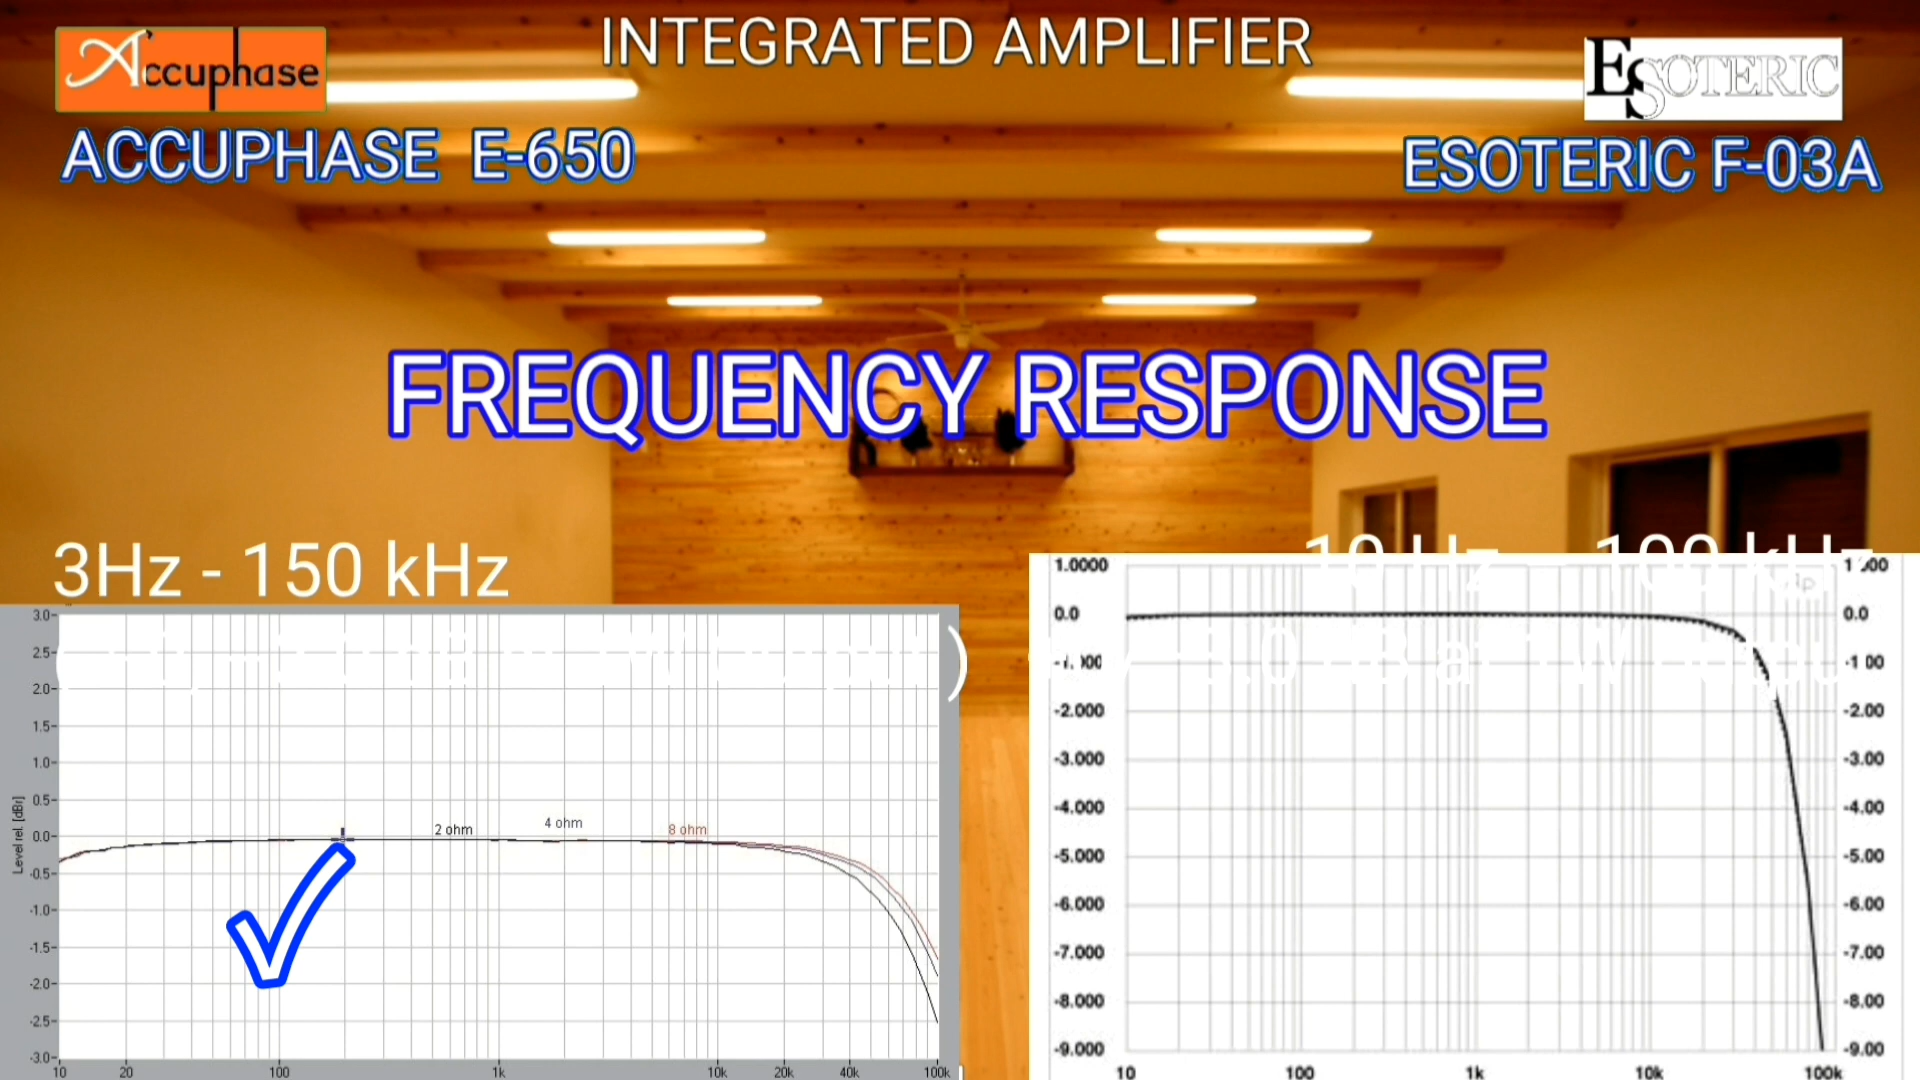 INTEGRATED AMPLIFIER
Accuphase
ESOTERIC
ACCUPHASE E-650
ESOTERIC F-03A
FREQUENCY RESPONSE
3Hz - 150 kHz
10 Hz - 100 kHz
3.0
2.5
2.0
1.5
1.0
0.5
0.0
-0.5
-1.0
-1.5
-2.0
-2.5
-3.0
Level rel. [dBr]
2 ohm
4 ohm
8 ohm
10 20 100 1k 10k 20k 40k 100k
1.0000
0.0 0.0
-2.000 -2.00
-3.000 -3.00
-4.000 -4.00
-5.000 -5.00
-6.000 -6.00
-7.000 -7.00
-8.000 -8.00
-9.000 -9.00
10 100 1k 10k 100k